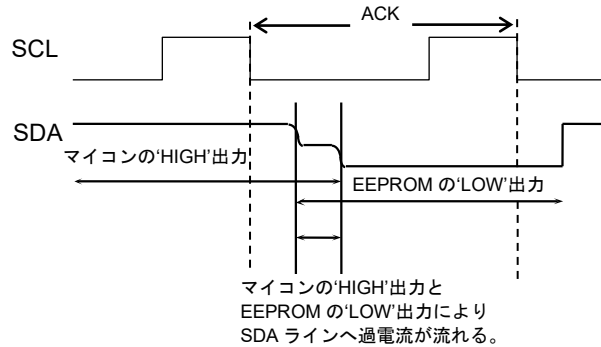 ACK
SCL
SDA
マイコンの‘HIGH’出力
EEPROM の‘LOW’出力
マイコンの‘HIGH’出力と
EEPROM の‘LOW’出力により
SDA ラインへ過電流が流れる。